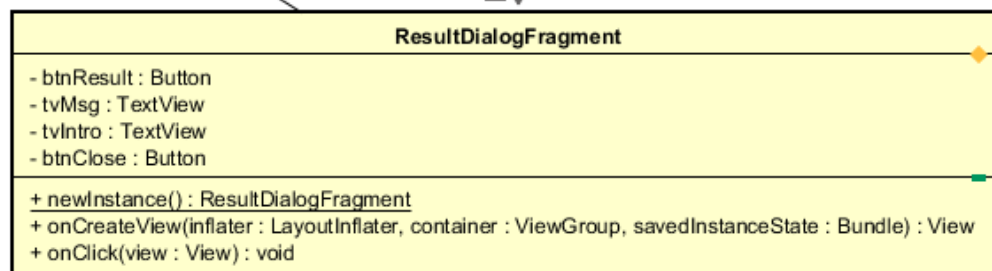 ResultDialogFragment
- btnResult : Button
- tvMsg : TextView
- tvIntro : TextView
- btnClose : Button
+ newInstance() : ResultDialogFragment
+ onCreateView(inflater : LayoutInflater, container : ViewGroup, savedInstanceState : Bundle) : View
+ onClick(view : View) : void